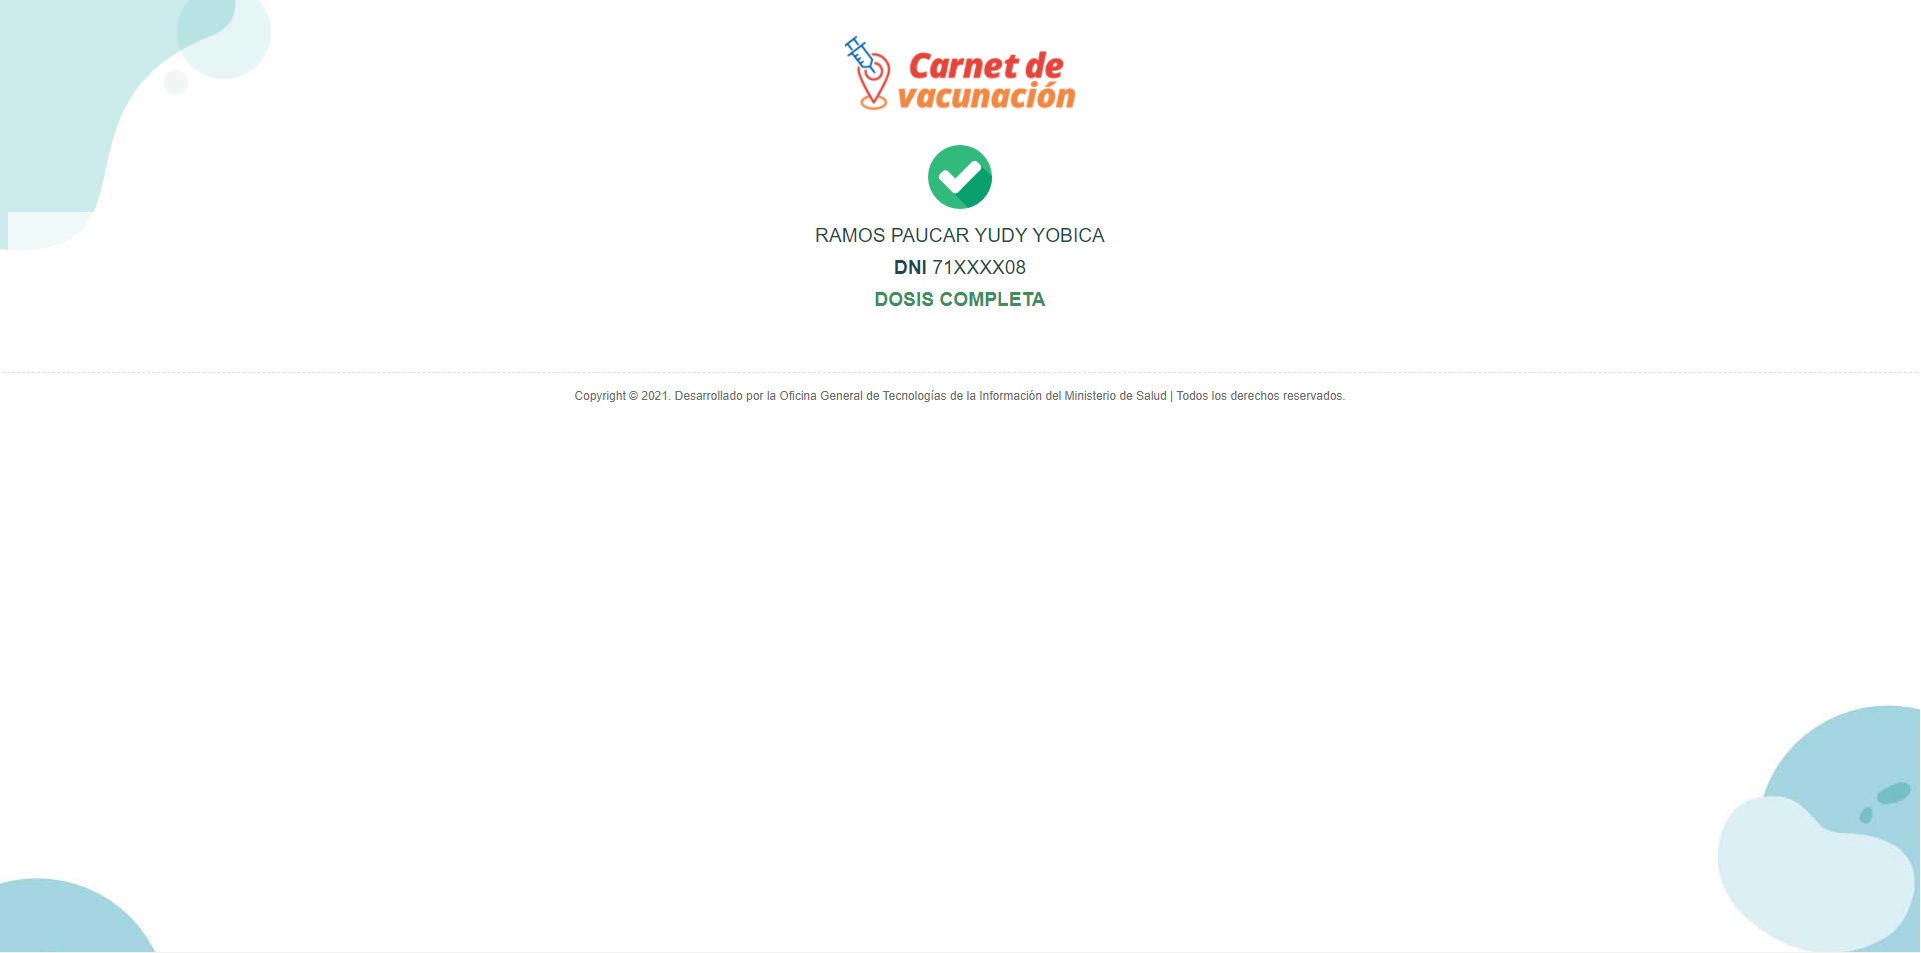 Carnet de
vacunación
RAMOS PAUCAR YUDY YOBICA
DNI 71XXXX08
DOSIS COMPLETA
Copyright © 2021. Desarrollado por la Oficina General de Tecnologías de la Información del Ministerio de Salud | Todos los derechos reservados.